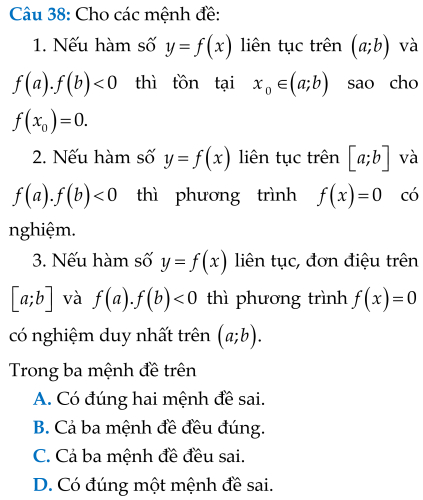 Câu 38: Cho các mệnh đề:
1. Nếu hàm số y=f(x) liên tục trên (a;b) và
f(a).f(b)<0 thì tồn tại x₀∈(a;b) sao cho
f(x₀)=0.
2. Nếu hàm số y=f(x) liên tục trên [a;b] và
f(a).f(b)<0 thì phương trình f(x)=0 có
nghiệm.
3. Nếu hàm số y=f(x) liên tục, đơn điệu trên
[a;b] và f(a).f(b)<0 thì phương trình f(x)=0
có nghiệm duy nhất trên (a;b).
Trong ba mệnh đề trên
A. Có đúng hai mệnh đề sai.
B. Cả ba mệnh đề đều đúng.
C. Cả ba mệnh đề đều sai.
D. Có đúng một mệnh đề sai.